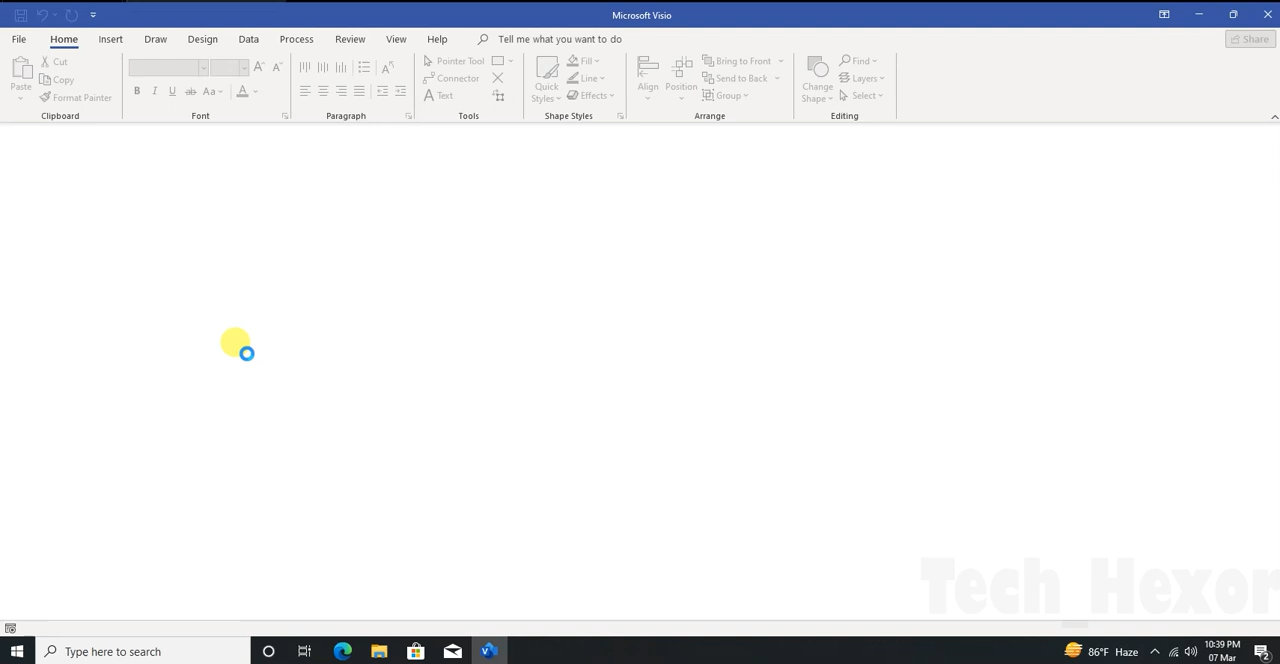 Microsoft Visio
File Home Insert Draw Design Data Process Review View Help Tell me what you want to do Share
Paste Cut Copy Format Painter
Clipboard
B I U ab Aa A
Font
Paragraph
Pointer Tool
Connector
A Text
Tools
Quick Styles Fill Line Effects
Shape Styles
Align Position Bring to Front Send to Back Group
Arrange
Change Shape Find Layers Select
Editing
Tech_Hexor
Type here to search
86°F Haze
10:39 PM
07 Mar
2